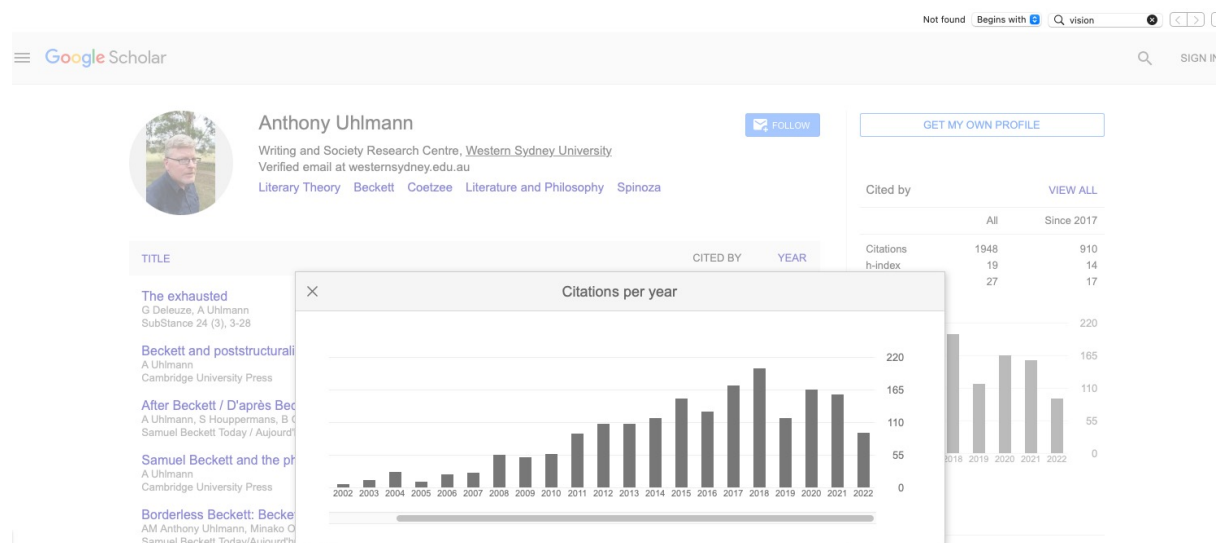 Not found Begins with vision
Google Scholar
SIGN IN
Anthony Uhlmann
FOLLOW
Writing and Society Research Centre, Western Sydney University
Verified email at westernsydney.edu.au
Literary Theory Beckett Coetzee Literature and Philosophy Spinoza
TITLE CITED BY YEAR
The exhausted
G Deleuze, A Uhlmann
SubStance 24 (3), 3-28
Beckett and poststructurali
A Uhlmann
Cambridge University Press
After Beckett / D'après Bec
A Uhlmann, S Houppermans, B
Samuel Beckett Today / Aujourd'
Samuel Beckett and the ph
A Uhlmann
Cambridge University Press
Borderless Beckett: Becke
AM Anthony Uhlmann, Minako O
Samuel Beckett Today/Aujourd'h
Citations per year
220
165
110
55
0
2002 2003 2004 2005 2006 2007 2008 2009 2010 2011 2012 2013 2014 2015 2016 2017 2018 2019 2020 2021 2022
GET MY OWN PROFILE
Cited by VIEW ALL
All Since 2017
Citations 1948 910
h-index 19 14
27 17
220
165
110
55
0
2018 2019 2020 2021 2022